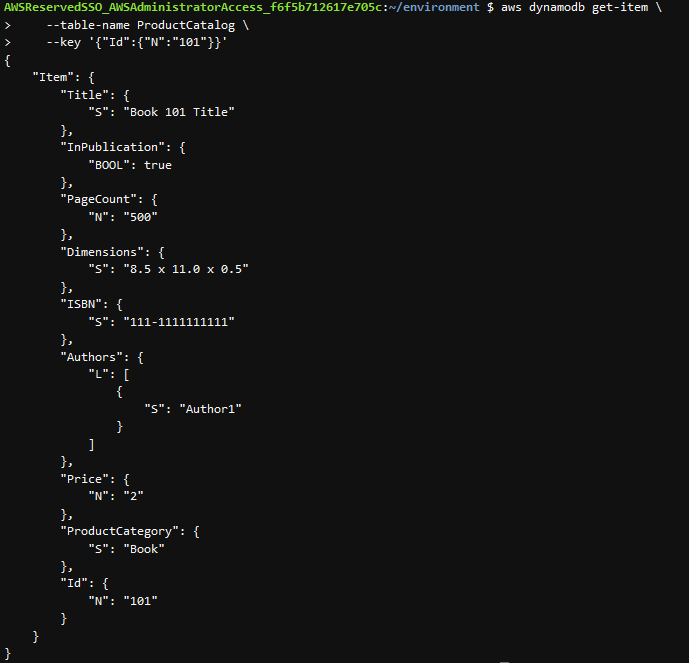 AWSReservedSSO_AWSAdministratorAccess_f6f5b712617e705c:~/environment $ aws dynamodb get-item \
>     --table-name ProductCatalog \
>     --key '{"Id":{"N":"101"}}'
{
    "Item": {
        "Title": {
            "S": "Book 101 Title"
        },
        "InPublication": {
            "BOOL": true
        },
        "PageCount": {
            "N": "500"
        },
        "Dimensions": {
            "S": "8.5 x 11.0 x 0.5"
        },
        "ISBN": {
            "S": "111-1111111111"
        },
        "Authors": {
            "L": [
                {
                    "S": "Author1"
                }
            ]
        },
        "Price": {
            "N": "2"
        },
        "ProductCategory": {
            "S": "Book"
        },
        "Id": {
            "N": "101"
        }
    }
}